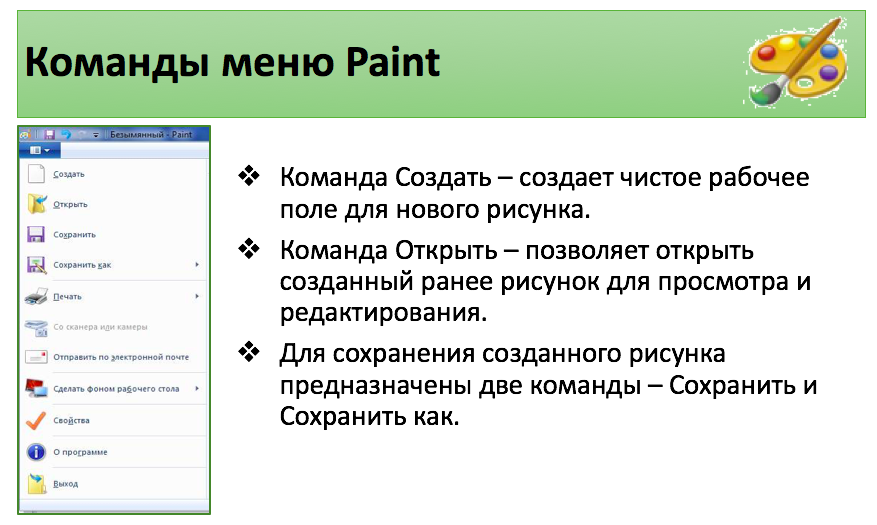 Команды меню Paint
Безымянный - Paint
Создать
Открыть
Сохранить
Сохранить как
Печать
Со сканера или камеры
Отправить по электронной почте
Сделать фоном рабочего стола
Свойства
О программе
Выход
❖ Команда Создать – создает чистое рабочее
поле для нового рисунка.
❖ Команда Открыть – позволяет открыть
созданный ранее рисунок для просмотра и
редактирования.
❖ Для сохранения созданного рисунка
предназначены две команды – Сохранить и
Сохранить как.